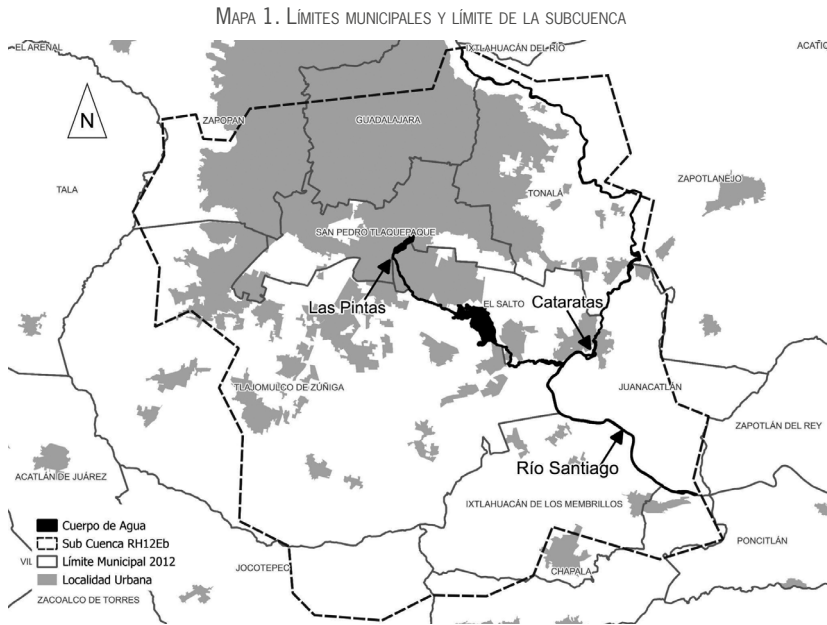 MAPA 1. LÍMITES MUNICIPALES Y LÍMITE DE LA SUBCUENCA
EL ARENAL
IXTLAHUACÁN DEL RÍO
ACATIC
N
ZAPOPAN
GUADALAJARA
TALA
TONALÁ
ZAPOTLANEJO
SAN PEDRO TLAQUEPAQUE
Las Pintas
EL SALTO
Cataratas
TLAJOMULCO DE ZÚÑIGA
JUANACATLÁN
ZAPOTLÁN DEL REY
Río Santiago
ACATLÁN DE JUÁREZ
IXTLAHUACÁN DE LOS MEMBRILLOS
PONCITLÁN
JOCOTEPEC
CHAPALA
Cuerpo de Agua
Sub Cuenca RH12Eb
VIL
Límite Municipal 2012
Localidad Urbana
ZACOALCO DE TORRES